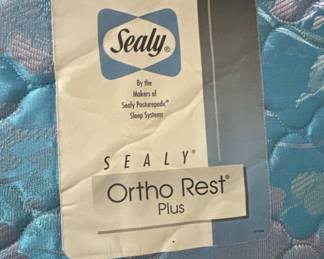 Sealy®
By the
Makers of
Sealy Posturepedic®
Sleep Systems
SEALY®
Ortho Rest®
Plus